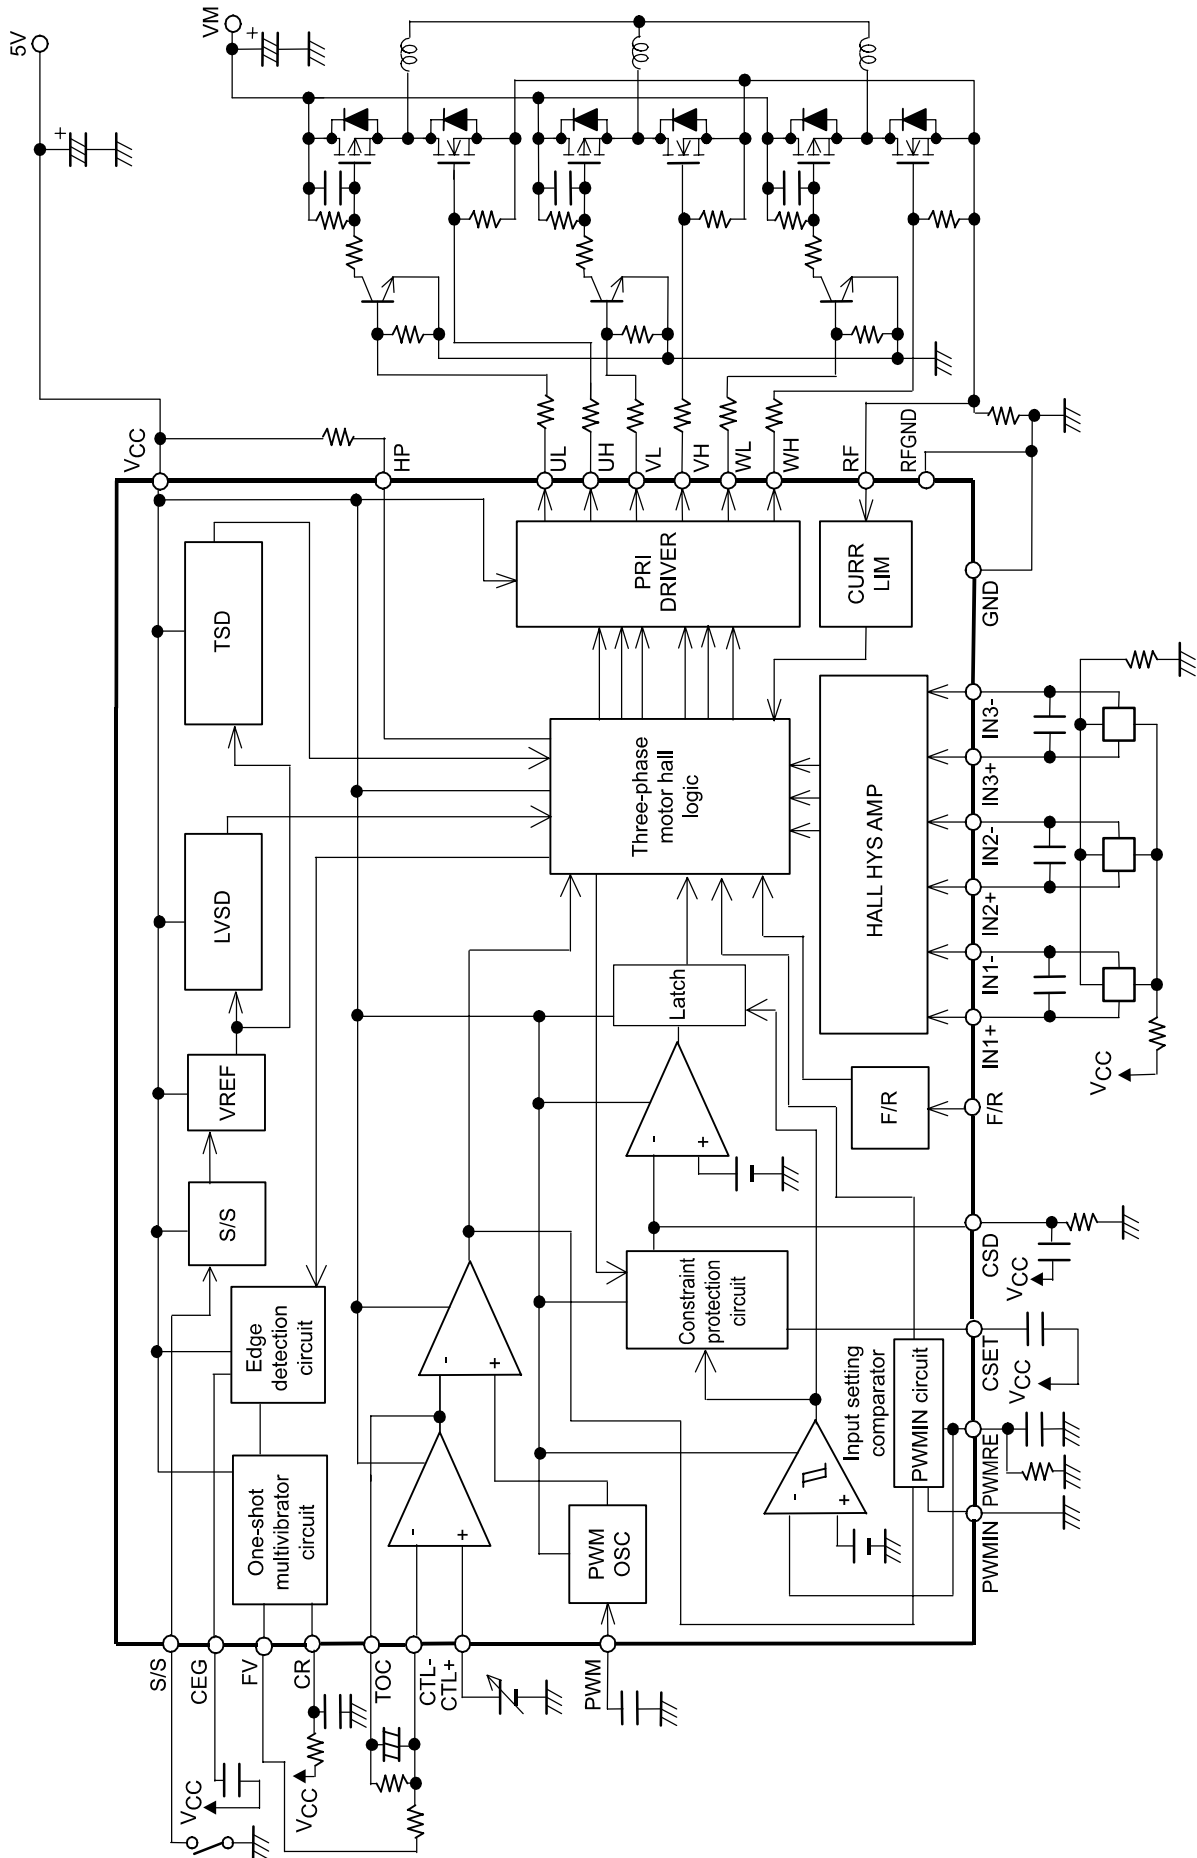 5V
+
VM
+
VCC
HP
UL
UH
VL
VH
WL
WH
RF
RFGND
TSD
PRI
DRIVER
CURR
LIM
GND
LVSD
Three-phase
motor hall
logic
HALL HYS AMP
IN3-
IN3+
IN2-
IN2+
IN1-
IN1+
VCC
VREF
Latch
F/R
F/R
-
+
S/S
Edge
detection
circuit
Constraint
protection
circuit
CSD
VCC
CSET
VCC
-
+
Input setting
comparator
PWMIN circuit
PWMRE
PWMIN
One-shot
multivibrator
circuit
-
+
PWM
OSC
-
+
S/S
CEG
FV
CR
TOC
CTL-
CTL+
PWM
VCC
VCC